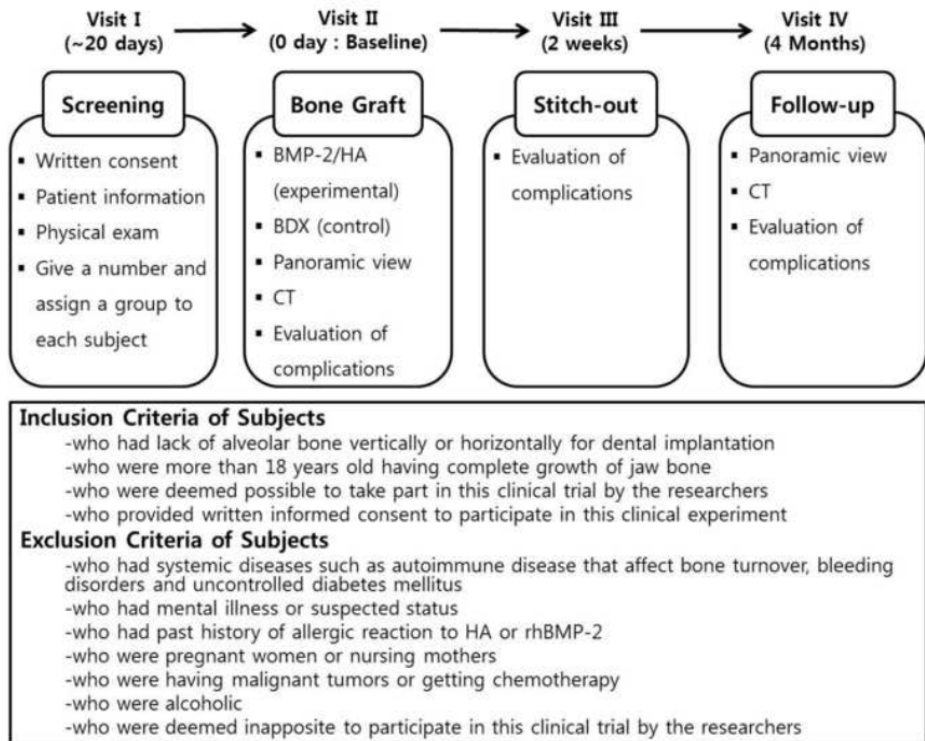 Visit I
(~20 days)
Visit II
(0 day : Baseline)
Visit III
(2 weeks)
Visit IV
(4 Months)
Screening
▪ Written consent
▪ Patient information
▪ Physical exam
▪ Give a number and
assign a group to
each subject
Bone Graft
▪ BMP-2/HA
(experimental)
▪ BDX (control)
▪ Panoramic view
▪ CT
▪ Evaluation of
complications
Stitch-out
▪ Evaluation of
complications
Follow-up
▪ Panoramic view
▪ CT
▪ Evaluation of
complications
Inclusion Criteria of Subjects
-who had lack of alveolar bone vertically or horizontally for dental implantation
-who were more than 18 years old having complete growth of jaw bone
-who were deemed possible to take part in this clinical trial by the researchers
-who provided written informed consent to participate in this clinical experiment
Exclusion Criteria of Subjects
-who had systemic diseases such as autoimmune disease that affect bone turnover, bleeding
disorders and uncontrolled diabetes mellitus
-who had mental illness or suspected status
-who had past history of allergic reaction to HA or rhBMP-2
-who were pregnant women or nursing mothers
-who were having malignant tumors or getting chemotherapy
-who were alcoholic
-who were deemed inapposite to participate in this clinical trial by the researchers